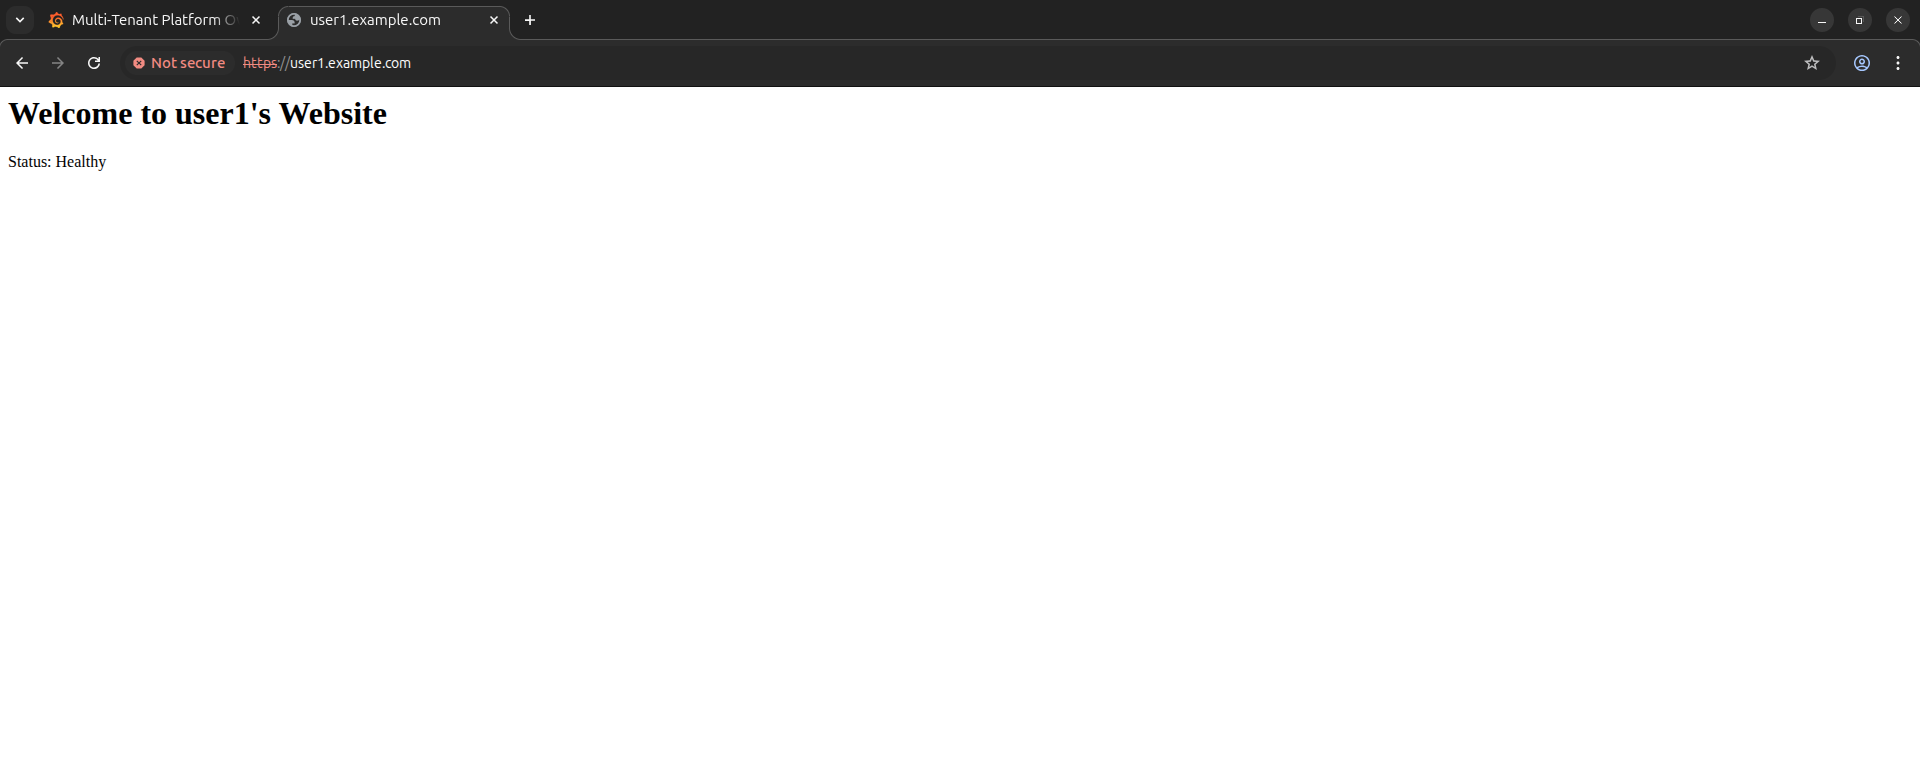 Multi-Tenant Platform O
user1.example.com
Not secure
https://user1.example.com
Welcome to user1's Website
Status: Healthy